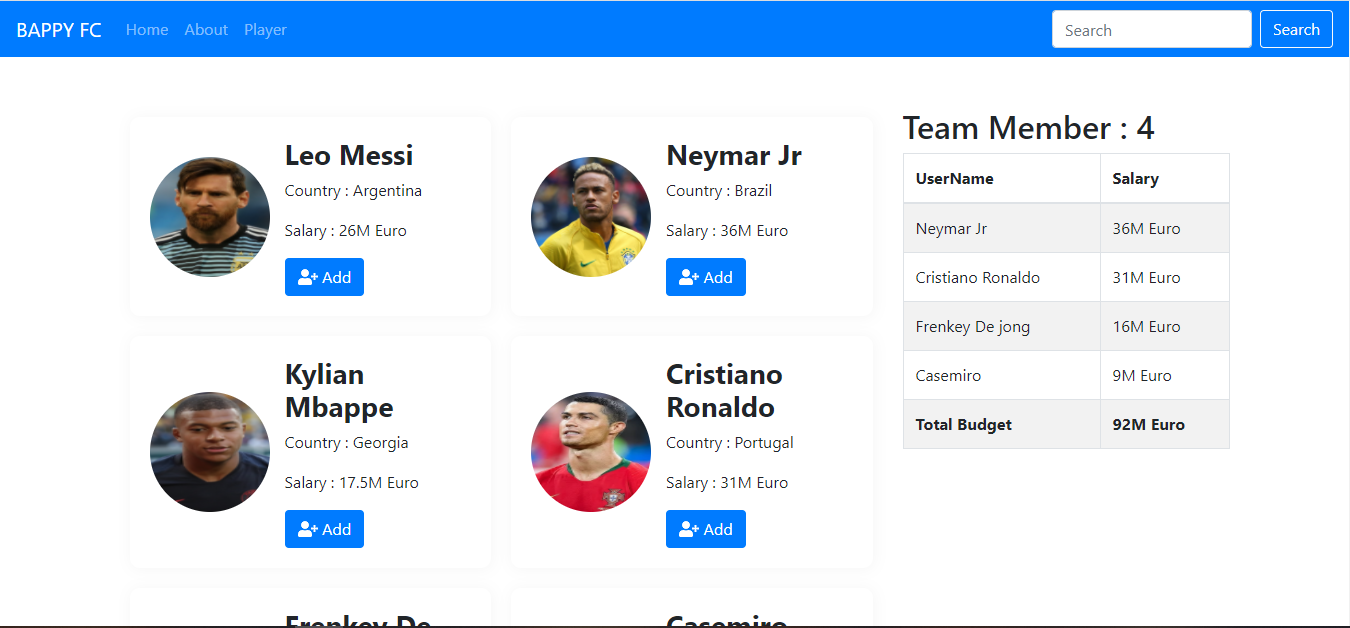 BAPPY FC Home About Player Search Search
Leo Messi
Country : Argentina
Salary : 26M Euro
Add
Neymar Jr
Country : Brazil
Salary : 36M Euro
Add
Kylian
Mbappe
Country : Georgia
Salary : 17.5M Euro
Add
Cristiano
Ronaldo
Country : Portugal
Salary : 31M Euro
Add
Frenkey De
Casemiro
Team Member : 4
UserName Salary
Neymar Jr 36M Euro
Cristiano Ronaldo 31M Euro
Frenkey De jong 16M Euro
Casemiro 9M Euro
Total Budget 92M Euro